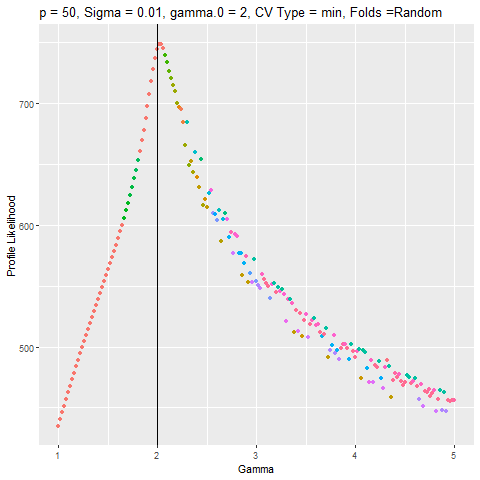 p = 50, Sigma = 0.01, gamma.0 = 2, CV Type = min, Folds =Random
Profile Likelihood
700
600
500
1 2 3 4 5
Gamma